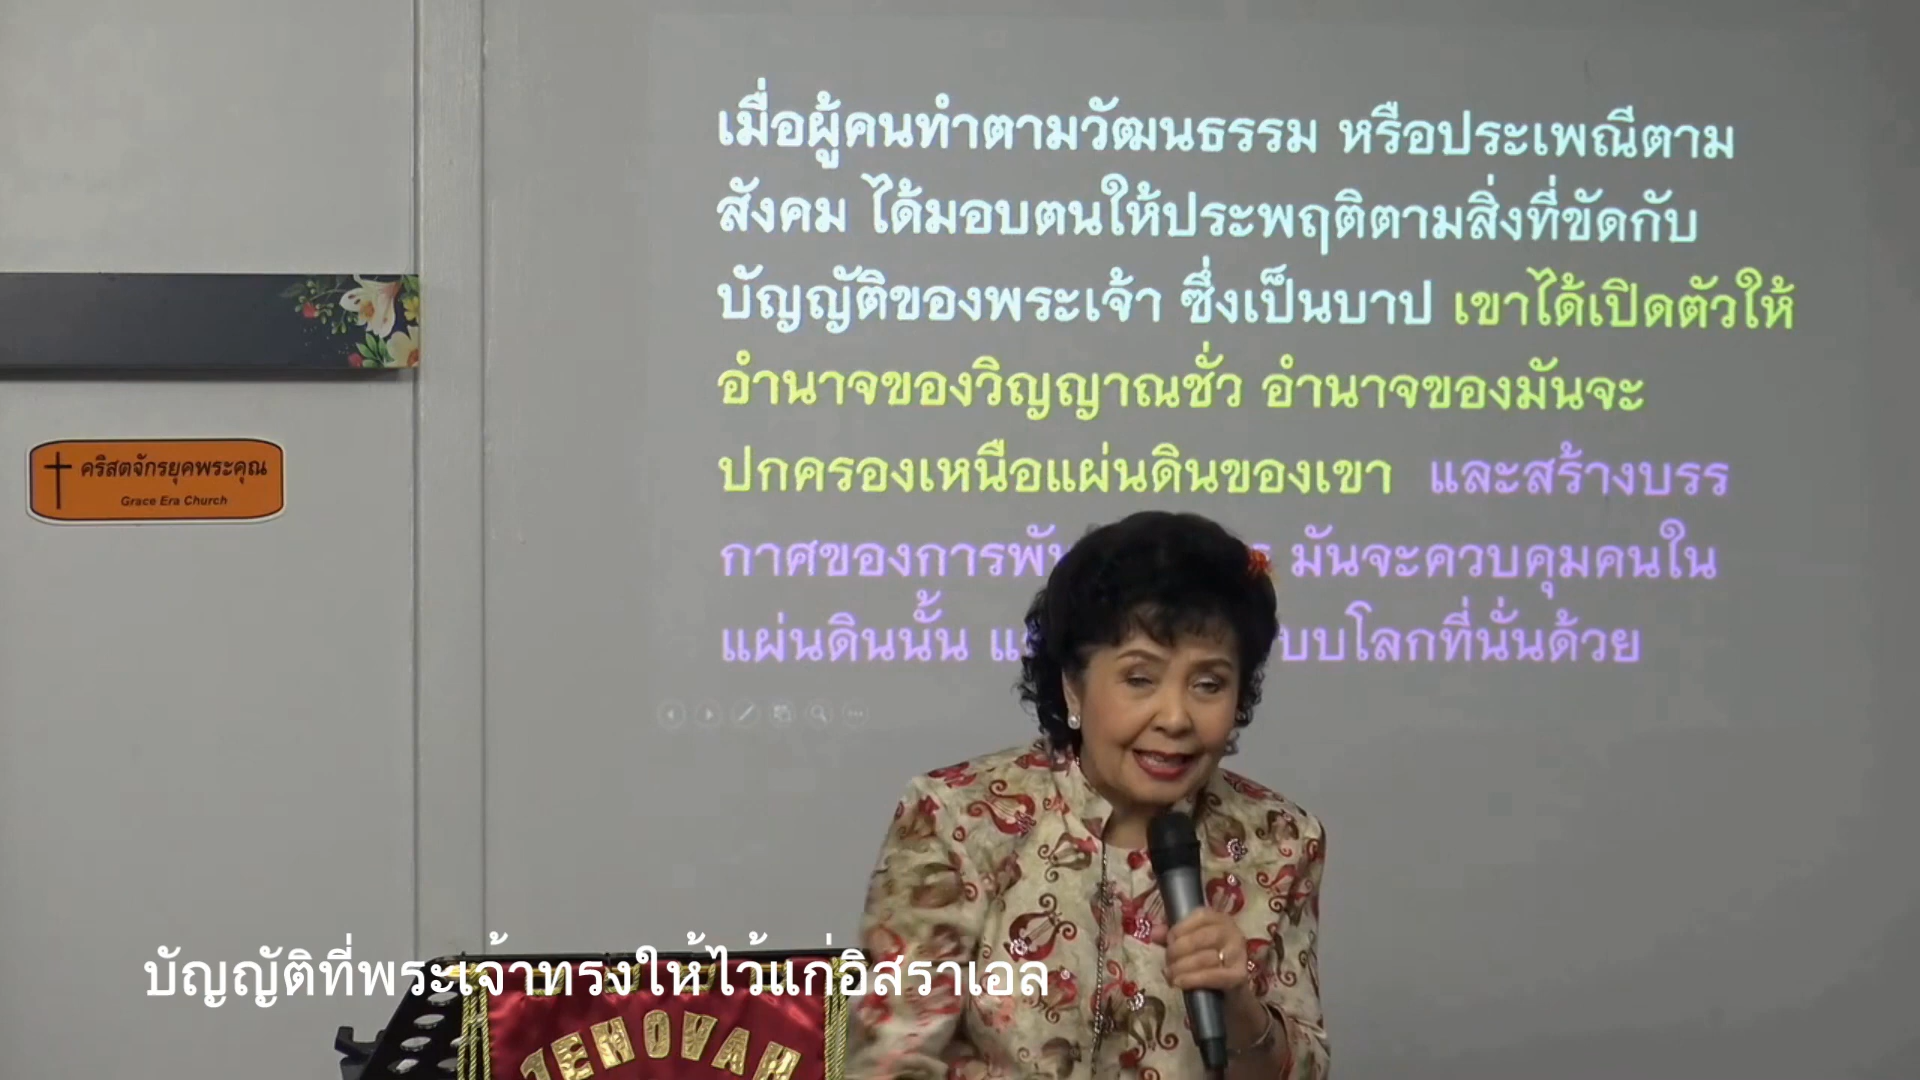 เมื่อผู้คนทำตามวัฒนธรรม หรือประเพณีตาม
สังคม ได้มอบตนให้ประพฤติตามสิ่งที่ขัดกับ
บัญญัติของพระเจ้า ซึ่งเป็นบาป เขาได้เปิดตัวให้
อำนาจของวิญญาณชั่ว อำนาจของมันจะ
ปกครองเหนือแผ่นดินของเขา และสร้างบรร
กาศของการ มันจะควบคุมคนใน
แผ่นดินนั้น โลกที่นั่นด้วย
คริสตจักรยุคพระคุณ
Grace Era Church
บัญญัติที่พระเจ้าทรงให้ไว้แก่อิสราเอล
JEHOVAH